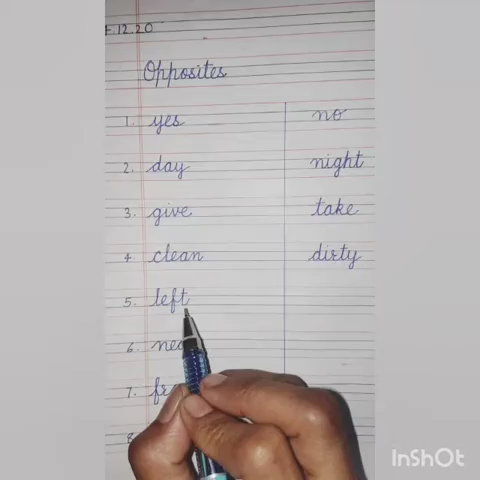 .12.20
Opposites
1. yes no
2. day night
3. give take
4. clean dirty
5. left
6.
7.
InShOt